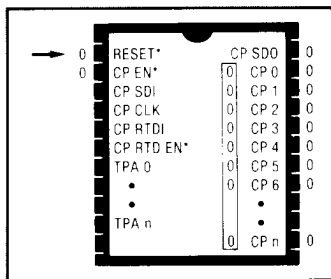 0 RESET* CP SDO 0
0 CP EN* 0 CP 0 0
CP SDI 0 CP 1 0
CP CLK 0 CP 2 0
CP RTDI 0 CP 3 0
CP RTD EN* 0 CP 4 0
TPA 0 0 CP 5 0
0 CP 6 0
TPA n
0 CP n 0